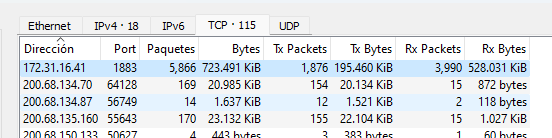 Ethernet IPv4 · 18 IPv6 TCP · 115 UDP
Dirección Port Paquetes Bytes Tx Packets Tx Bytes Rx Packets Rx Bytes
172.31.16.41 1883 5,866 723.491 KiB 1,876 195.460 KiB 3,990 528.031 KiB
200.68.134.70 64128 169 20.985 KiB 154 20.134 KiB 15 872 bytes
200.68.134.87 56749 14 1.637 KiB 12 1.521 KiB 2 118 bytes
200.68.135.160 55643 170 23.132 KiB 155 22.104 KiB 15 1.027 KiB
200.68.150.133 50627 4 443 bytes 3 383 bytes 1 60 bytes